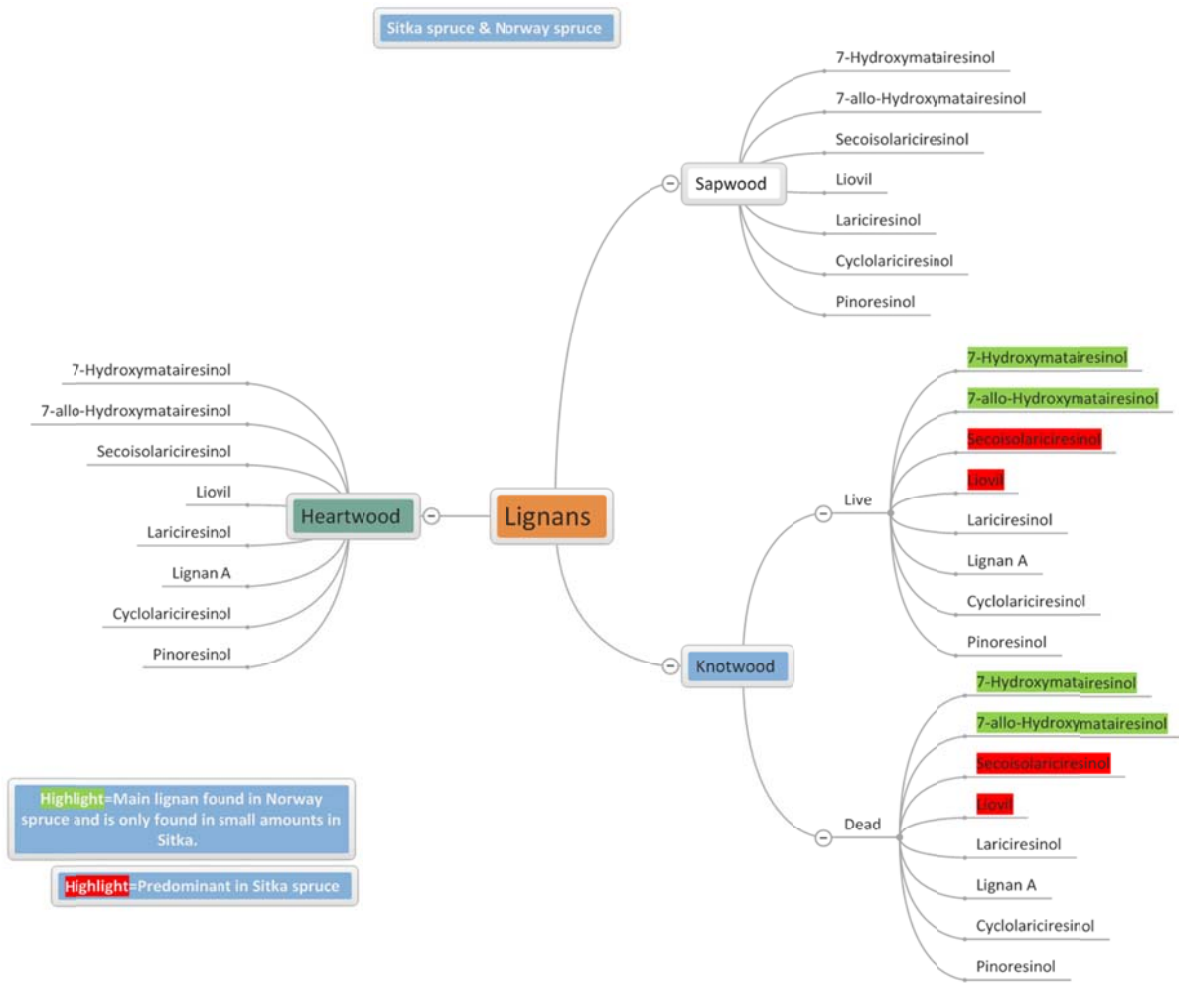 Sitka spruce & Norway spruce
7-Hydroxymatairesinol
7-allo-Hydroxymatairesinol
Secoisolariciresinol
Sapwood
Liovil
Lariciresinol
Cyclolariciresinol
Pinoresinol
7-Hydroxymatairesinol
7-allo-Hydroxymatairesinol
Secoisolariciresinol
Liovil
Heartwood
Lariciresinol
Lignan A
Cyclolariciresinol
Pinoresinol
Lignans
Knotwood
Live
7-Hydroxymatairesinol
7-allo-Hydroxymatairesinol
Secoisolariciresinol
Liovil
Lariciresinol
Lignan A
Cyclolariciresinol
Pinoresinol
Dead
7-Hydroxymatairesinol
7-allo-Hydroxymatairesinol
Secoisolariciresinol
Liovil
Lariciresinol
Lignan A
Cyclolariciresinol
Pinoresinol
Highlight=Main lignan found in Norway
spruce and is only found in small amounts in
Sitka.
Highlight=Predominant in Sitka spruce